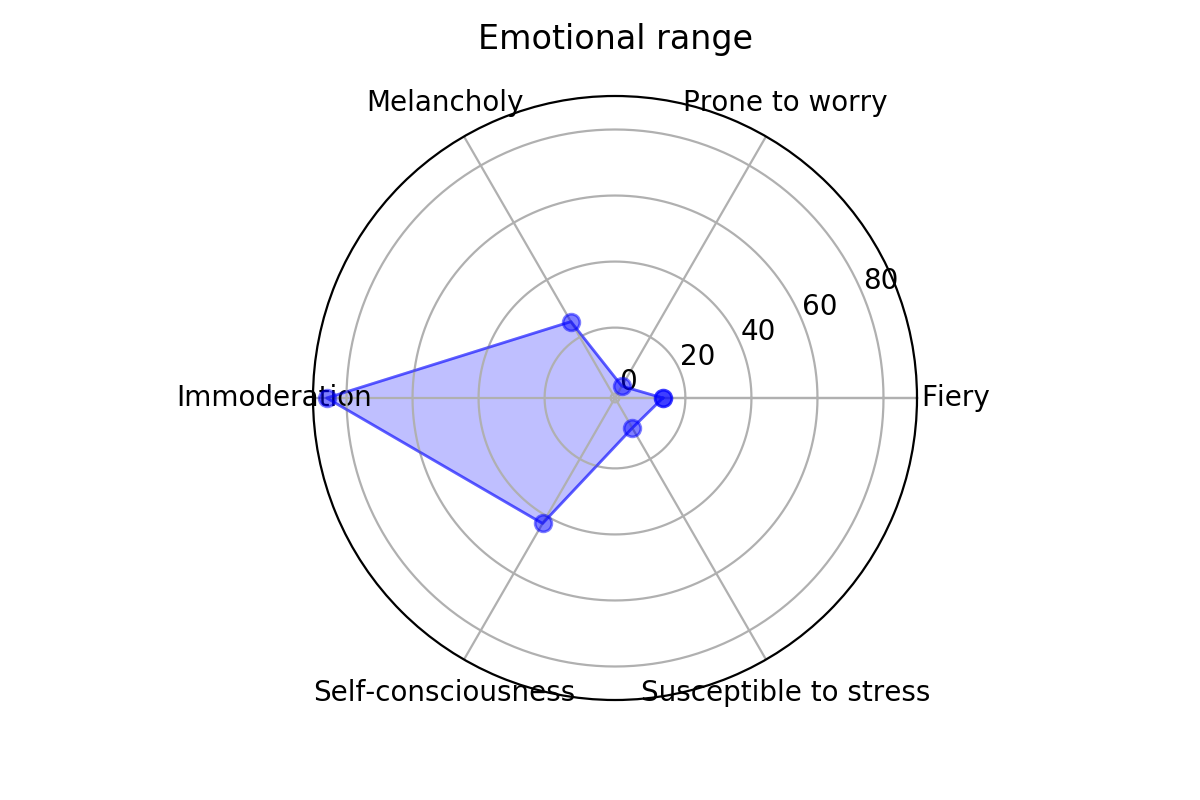 Emotional range
Melancholy
Prone to worry
80
60
40
20
0
Immoderation
Fiery
Self-consciousness
Susceptible to stress